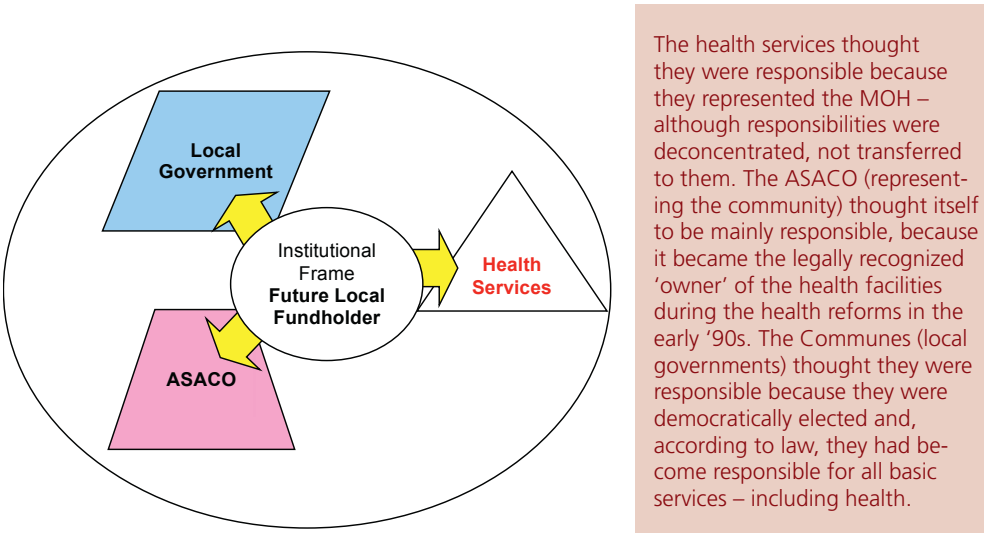 Local
Government
Institutional
Frame
Future Local
Fundholder
Health
Services
ASACO
The health services thought
they were responsible because
they represented the MOH –
although responsibilities were
deconcentrated, not transferred
to them. The ASACO (represent-
ing the community) thought itself
to be mainly responsible, because
it became the legally recognized
‘owner’ of the health facilities
during the health reforms in the
early ‘90s. The Communes (local
governments) thought they were
responsible because they were
democratically elected and,
according to law, they had be-
come responsible for all basic
services – including health.